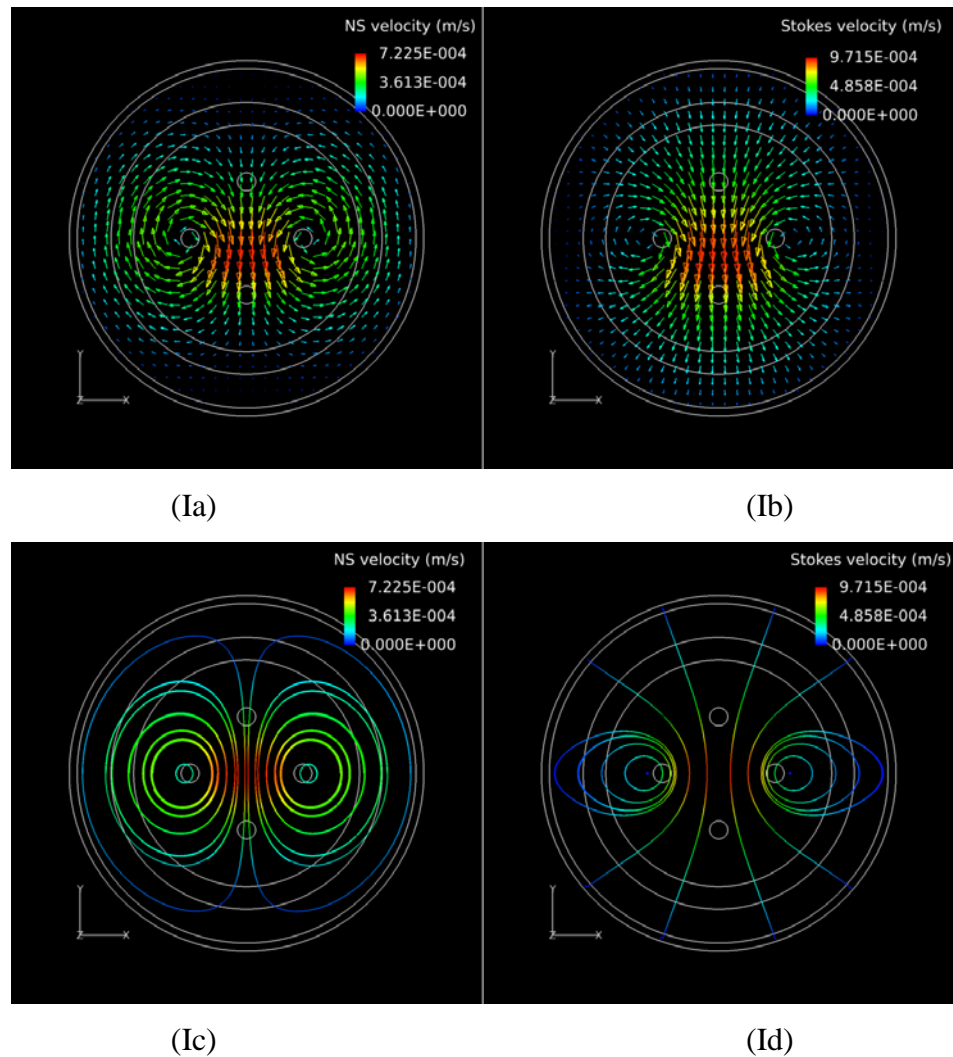 NS velocity (m/s)
7.225E-004
3.613E-004
0.000E+000
Y
Z X
Stokes velocity (m/s)
9.715E-004
4.858E-004
0.000E+000
Y
Z X
(Ia) (Ib)
NS velocity (m/s)
7.225E-004
3.613E-004
0.000E+000
Y
Z X
Stokes velocity (m/s)
9.715E-004
4.858E-004
0.000E+000
Y
Z X
(Ic) (Id)